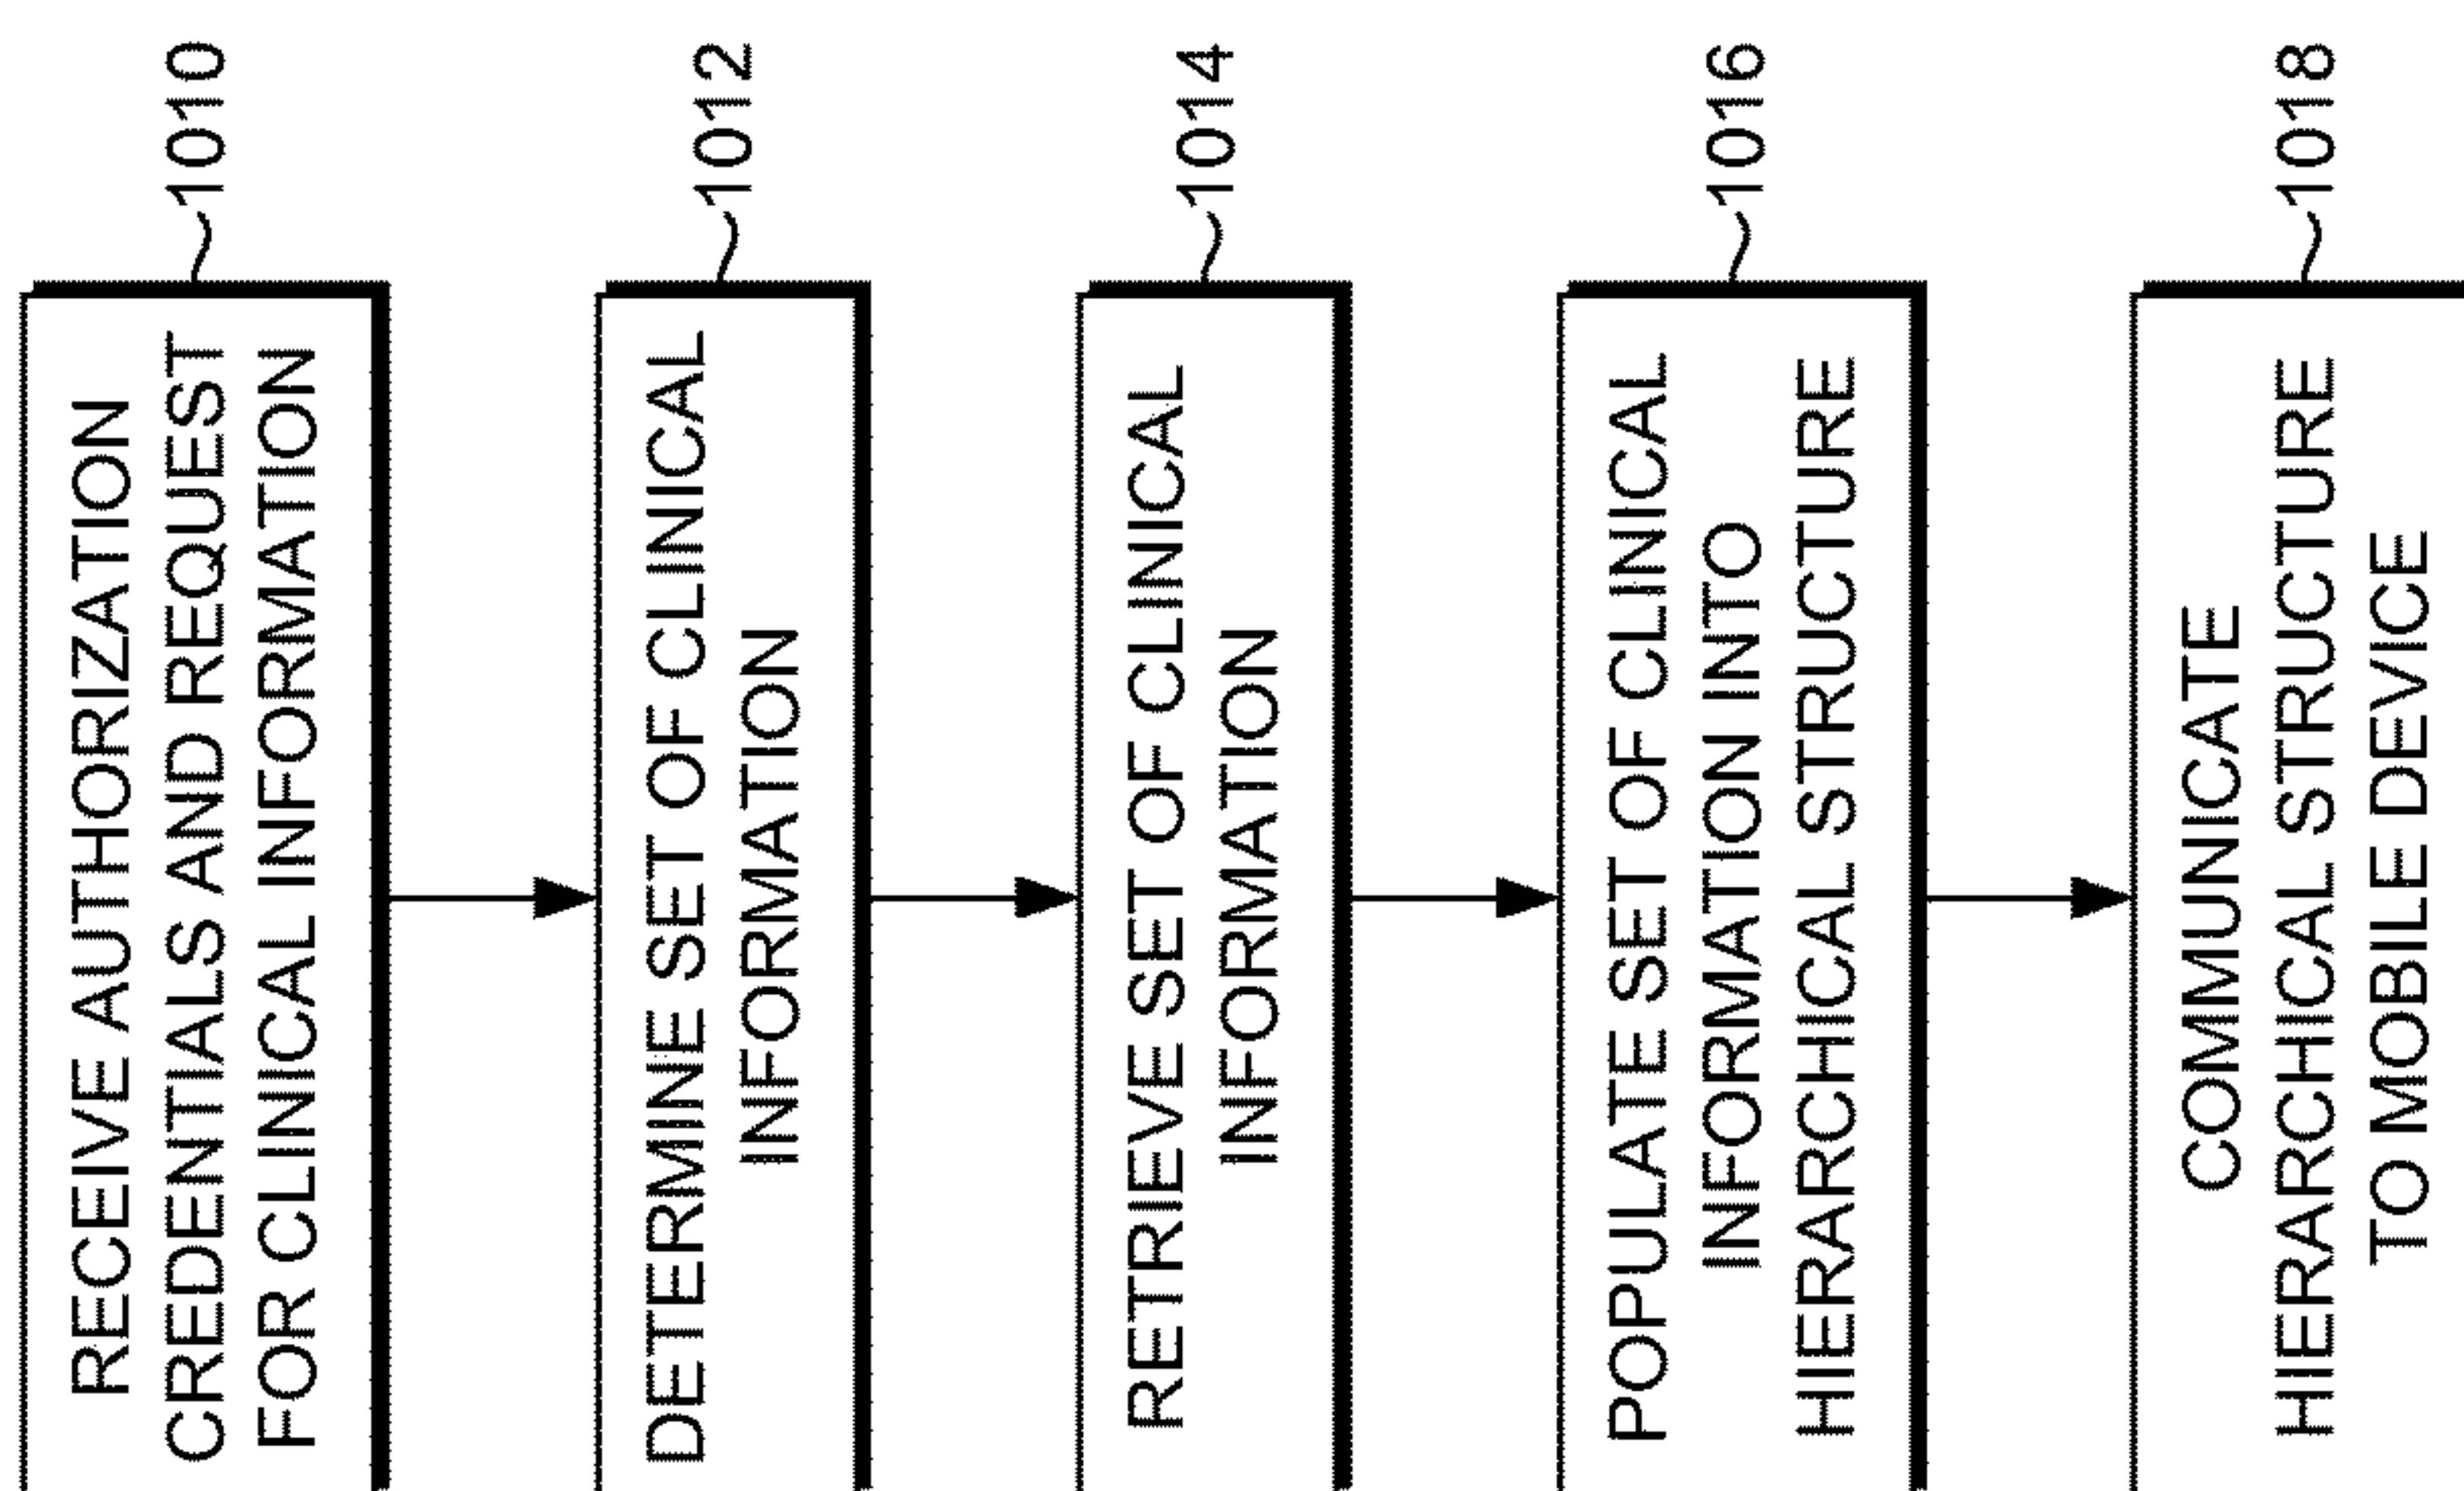 RECEIVE AUTHORIZATION
CREDENTIALS AND REQUEST
FOR CLINICAL INFORMATION
1010
DETERMINE SET OF CLINICAL
INFORMATION
1012
RETRIEVE SET OF CLINICAL
INFORMATION
1014
POPULATE SET OF CLINICAL
INFORMATION INTO
HIERARCHICAL STRUCTURE
1016
COMMUNICATE
HIERARCHICAL STRUCTURE
TO MOBILE DEVICE
1018